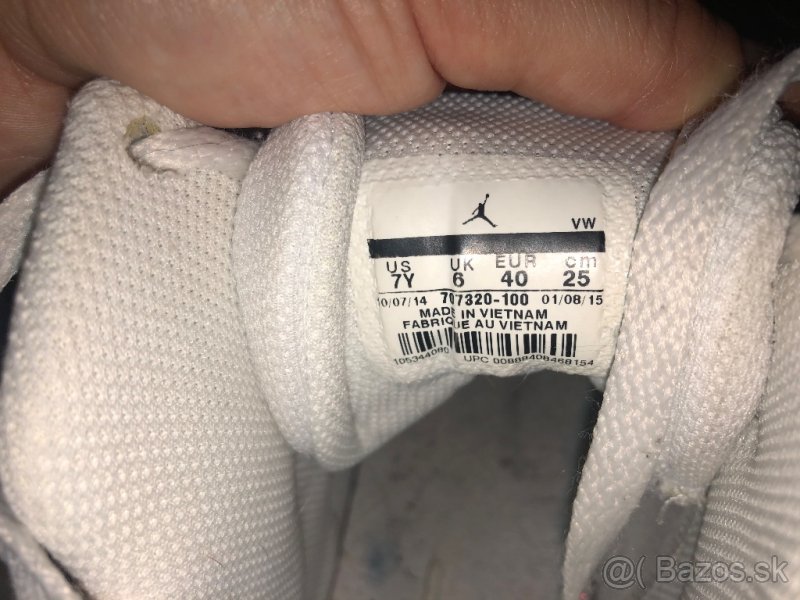 VW
US UK EUR cm
7Y 6 40 25
10/07/14 707320-100 01/08/15
MADE IN VIETNAM
FABRIQUE AU VIETNAM
UPC 00888408468154
@( Bazos.sk